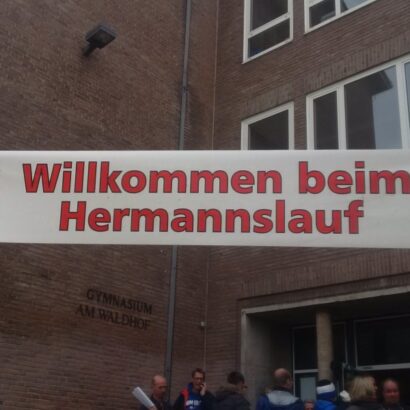 Willkommen beim
Hermannslauf
GYMNASIUM
AM WALDHOF